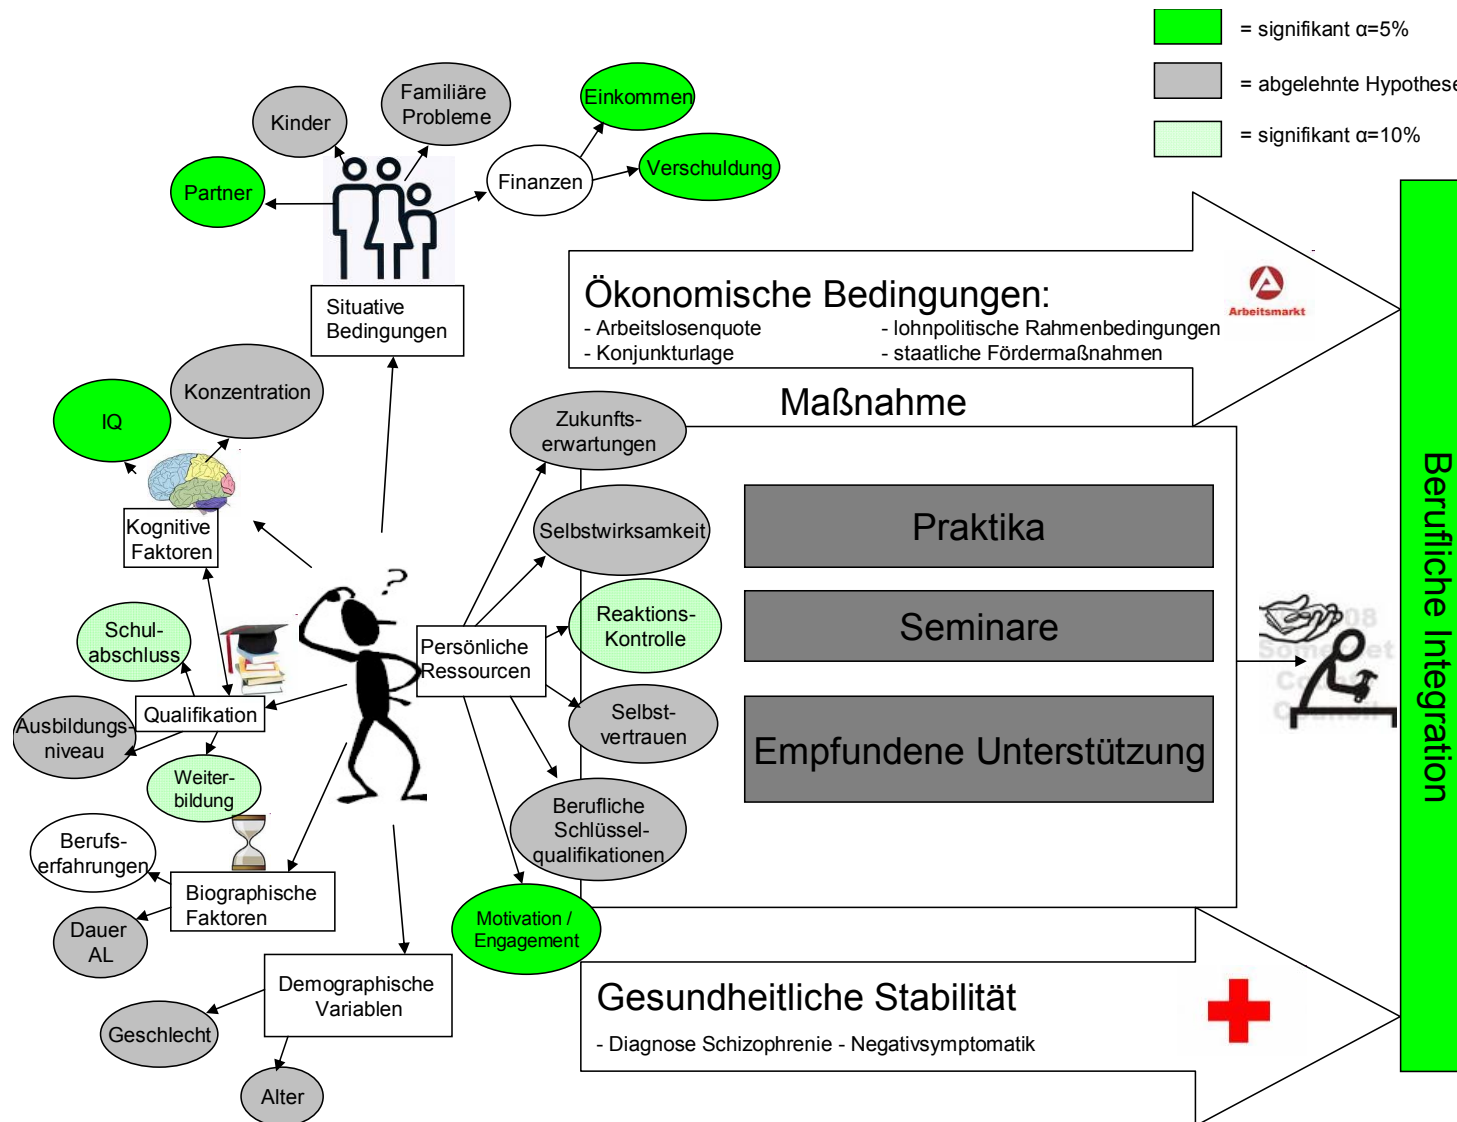 = signifikant α=5%
= abgelehnte Hypothese
= signifikant α=10%
Familiäre
Probleme
Einkommen
Kinder
Verschuldung
Finanzen
Partner
Situative
Bedingungen
Ökonomische Bedingungen:
- Arbeitslosenquote
- lohnpolitische Rahmenbedingungen
- Konjunkturlage
- staatliche Fördermaßnahmen
Arbeitsmarkt
Konzentration
IQ
Kognitive
Faktoren
Maßnahme
Zukunfts-
erwartungen
Selbstwirksamkeit
Praktika
?
Reaktions-
Kontrolle
Seminare
Persönliche
Ressourcen
Schul-
abschluss
Qualifikation
Ausbildungs-
niveau
Weiter-
bildung
Selbst-
vertrauen
Empfundene Unterstützung
Berufliche
Schlüssel-
qualifikationen
Berufs-
erfahrungen
Biographische
Faktoren
Dauer
AL
Motivation /
Engagement
Demographische
Variablen
Geschlecht
Alter
Gesundheitliche Stabilität
- Diagnose Schizophrenie - Negativsymptomatik
Berufliche Integration